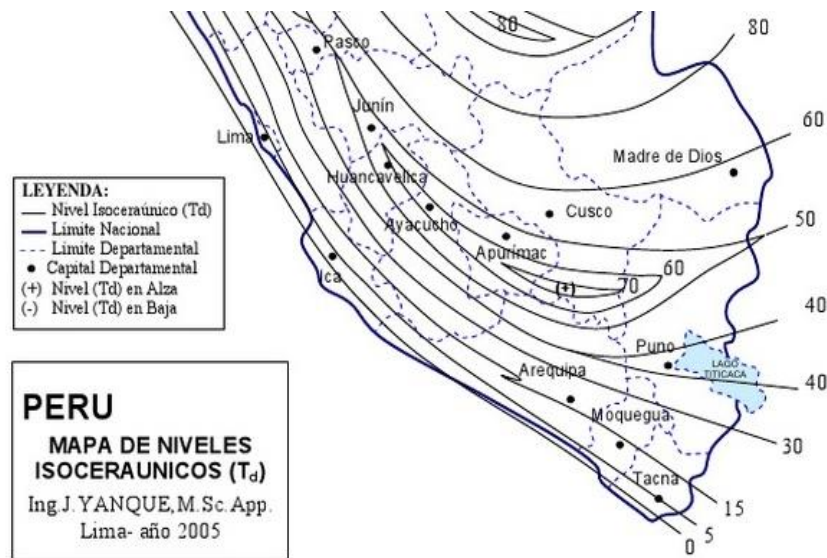 80
80
Pasco
Junín
60
Lima
Madre de Dios
Huancavelica
LEYENDA:
Nivel Isoceraúnico (Td)
Límite Nacional
Límite Departamental
Capital Departamental
(+) Nivel (Td) en Alza
(-) Nivel (Td) en Baja
Ayacucho
Cusco
50
Apurímac
Ica
(+)
70
60
40
Puno
LAGO
TITICACA
Arequipa
40
Moquegua
30
PERU
MAPA DE NIVELES
ISOCERAUNICOS (Td)
Ing.J.YANQUE,M.Sc.App.
Lima- año 2005
Tacna
15
5
0